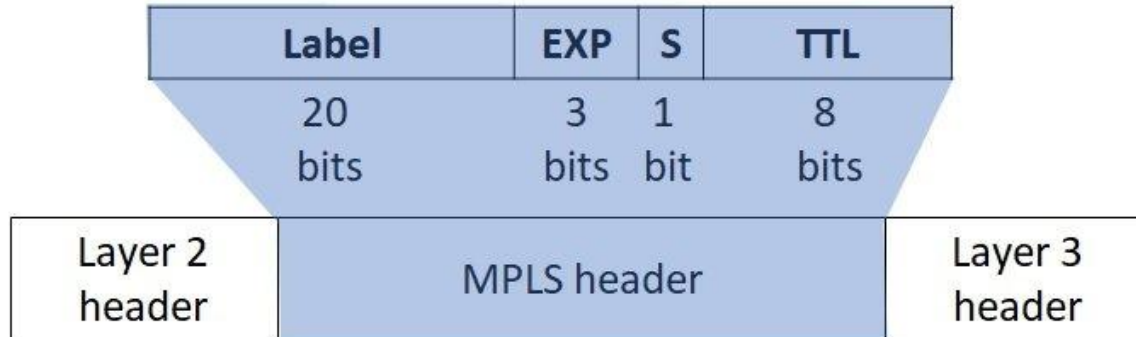 Label EXP S TTL
20 3 1 8
bits bits bit bits
Layer 2 MPLS header Layer 3
header header